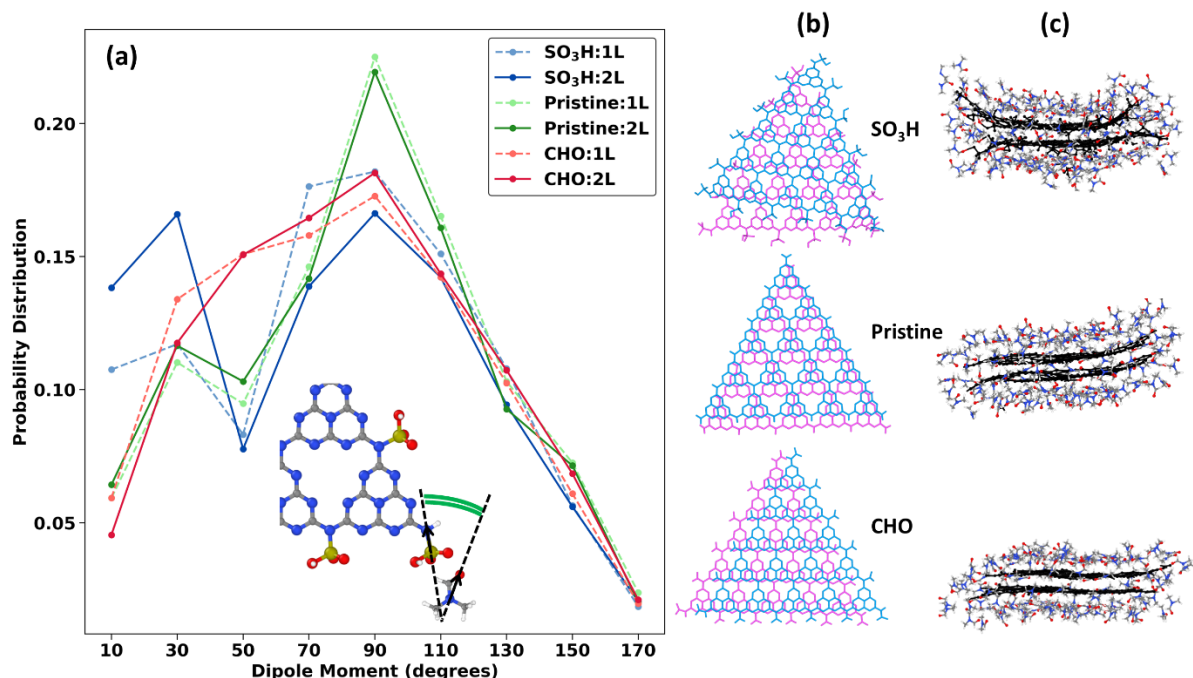 (a)
(b)
(c)
SO₃H:1L
SO₃H:2L
Pristine:1L
Pristine:2L
CHO:1L
CHO:2L
Probability Distribution
0.20
0.15
0.10
0.05
10 30 50 70 90 110 130 150 170
Dipole Moment (degrees)
SO₃H
Pristine
CHO